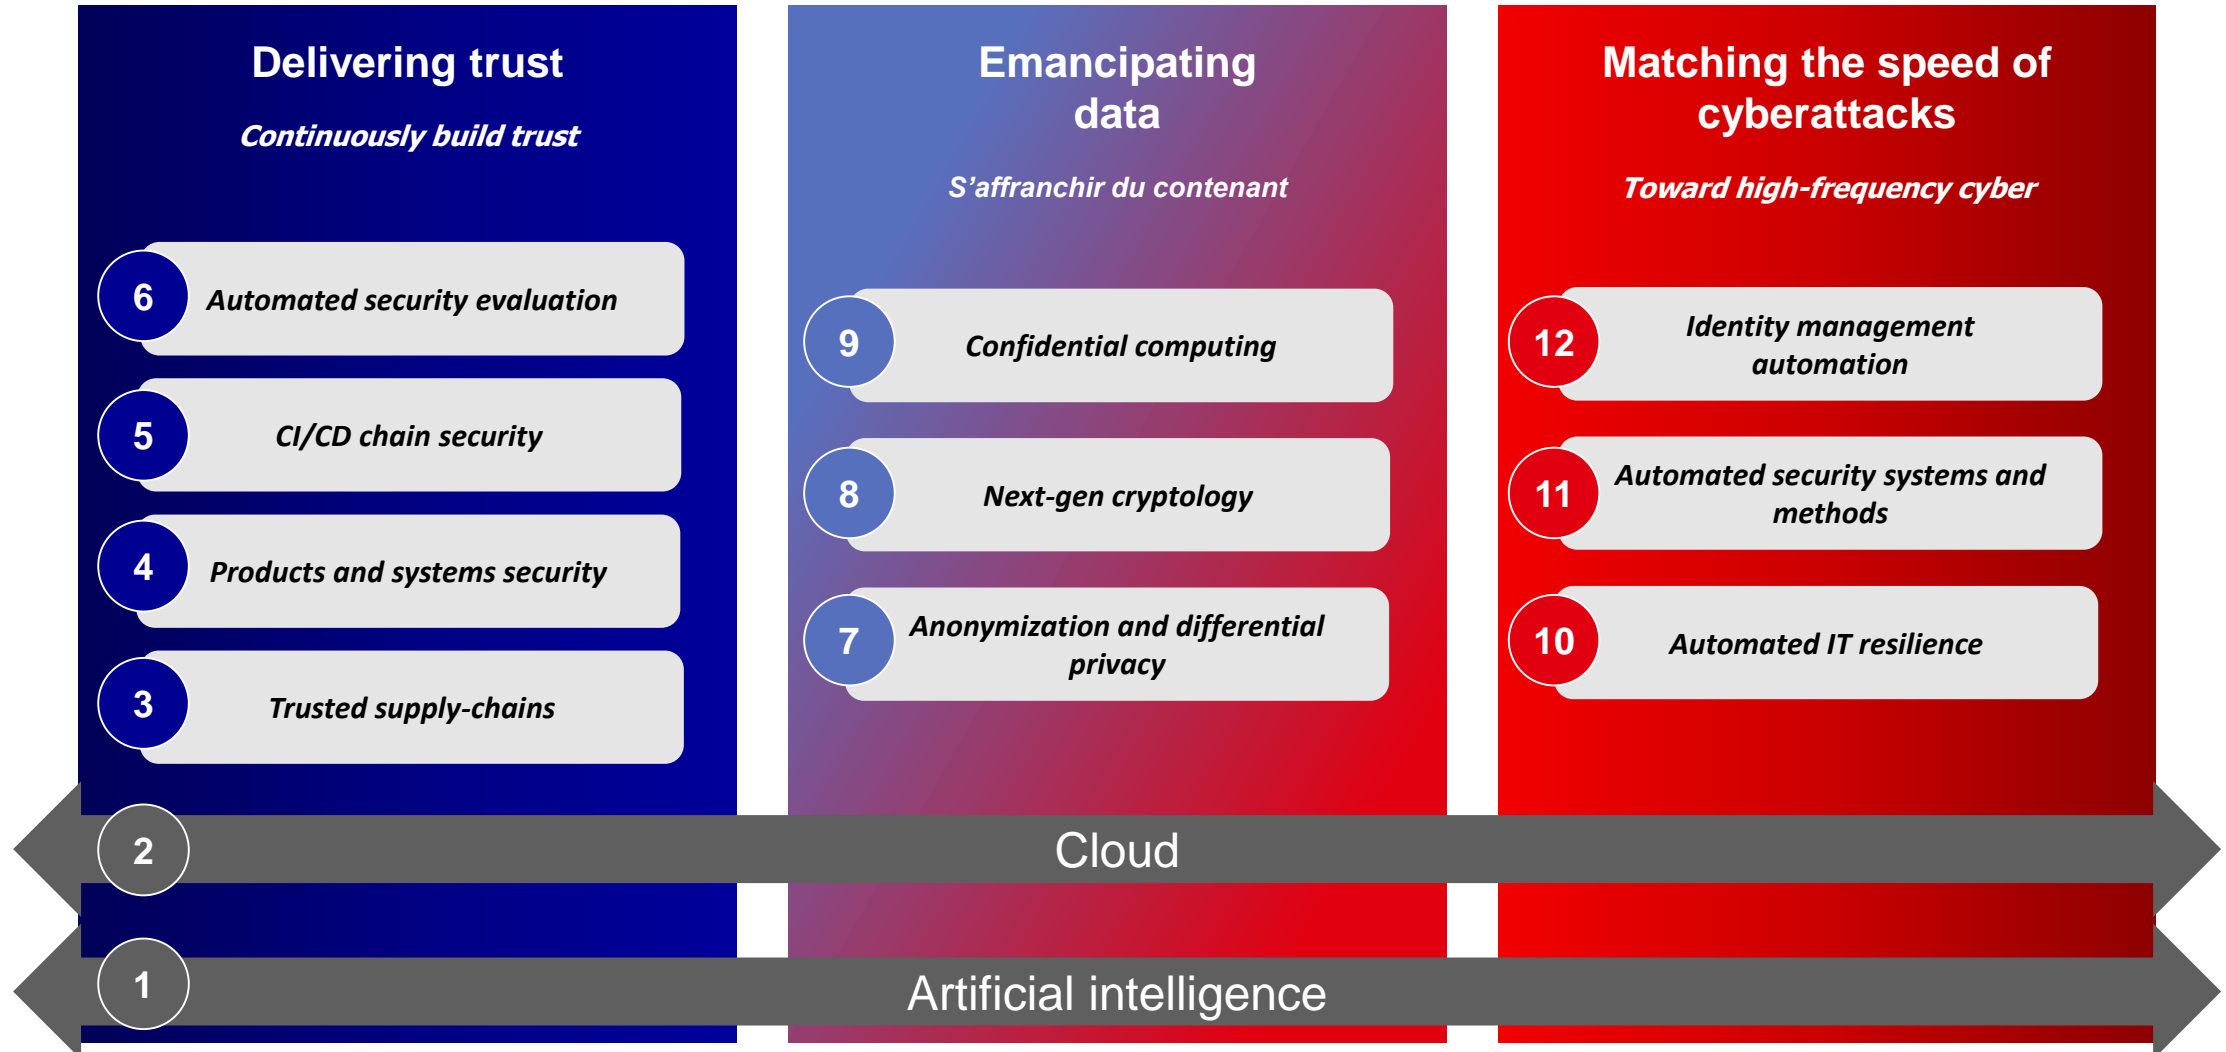 Delivering trust
Continuously build trust
6
Automated security evaluation
5
CI/CD chain security
4
Products and systems security
3
Trusted supply-chains
Emancipating
data
S’affranchir du contenant
9
Confidential computing
8
Next-gen cryptology
7
Anonymization and differential
privacy
Matching the speed of
cyberattacks
Toward high-frequency cyber
12
Identity management
automation
11
Automated security systems and
methods
10
Automated IT resilience
2
Cloud
1
Artificial intelligence